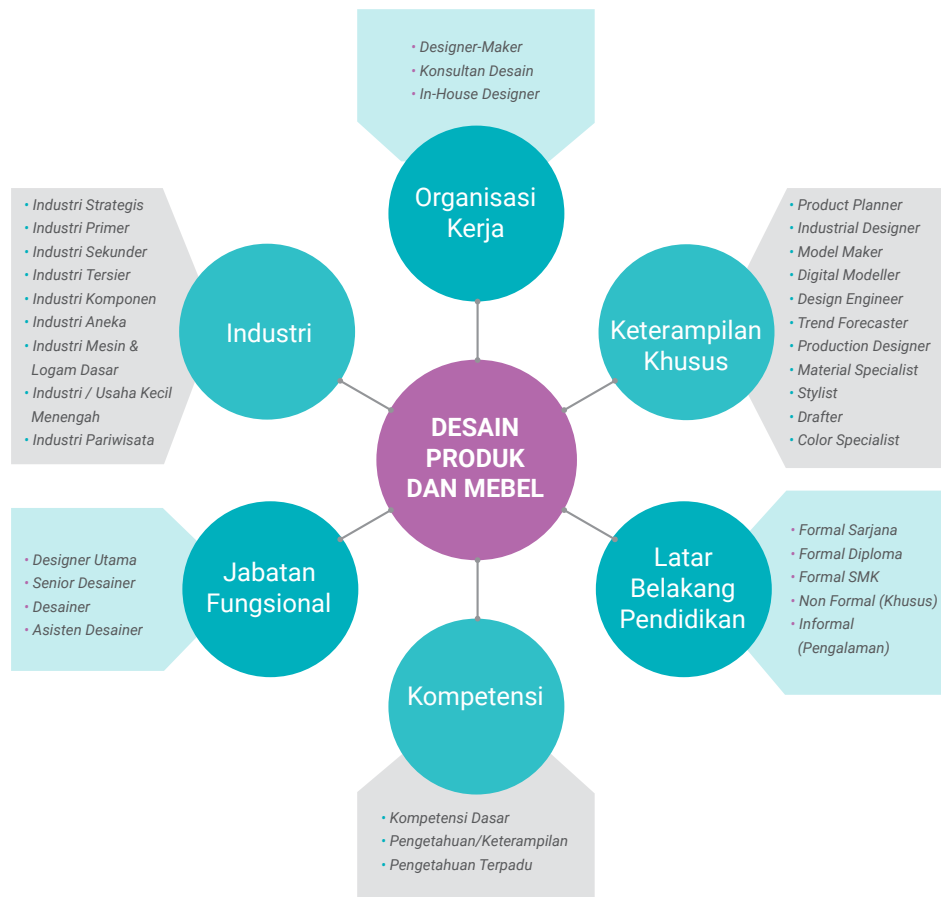 • Designer-Maker
• Konsultan Desain
• In-House Designer
Organisasi
Kerja
• Industri Strategis
• Industri Primer
• Industri Sekunder
• Industri Tersier
• Industri Komponen
• Industri Aneka
• Industri Mesin &
Logam Dasar
• Industri / Usaha Kecil
Menengah
• Industri Pariwisata
Industri
Keterampilan
Khusus
• Product Planner
• Industrial Designer
• Model Maker
• Digital Modeller
• Design Engineer
• Trend Forecaster
• Production Designer
• Material Specialist
• Stylist
• Drafter
• Color Specialist
DESAIN
PRODUK
DAN MEBEL
• Designer Utama
• Senior Desainer
• Desainer
• Asisten Desainer
Jabatan
Fungsional
Latar
Belakang
Pendidikan
• Formal Sarjana
• Formal Diploma
• Formal SMK
• Non Formal (Khusus)
• Informal
(Pengalaman)
Kompetensi
• Kompetensi Dasar
• Pengetahuan/Keterampilan
• Pengetahuan Terpadu